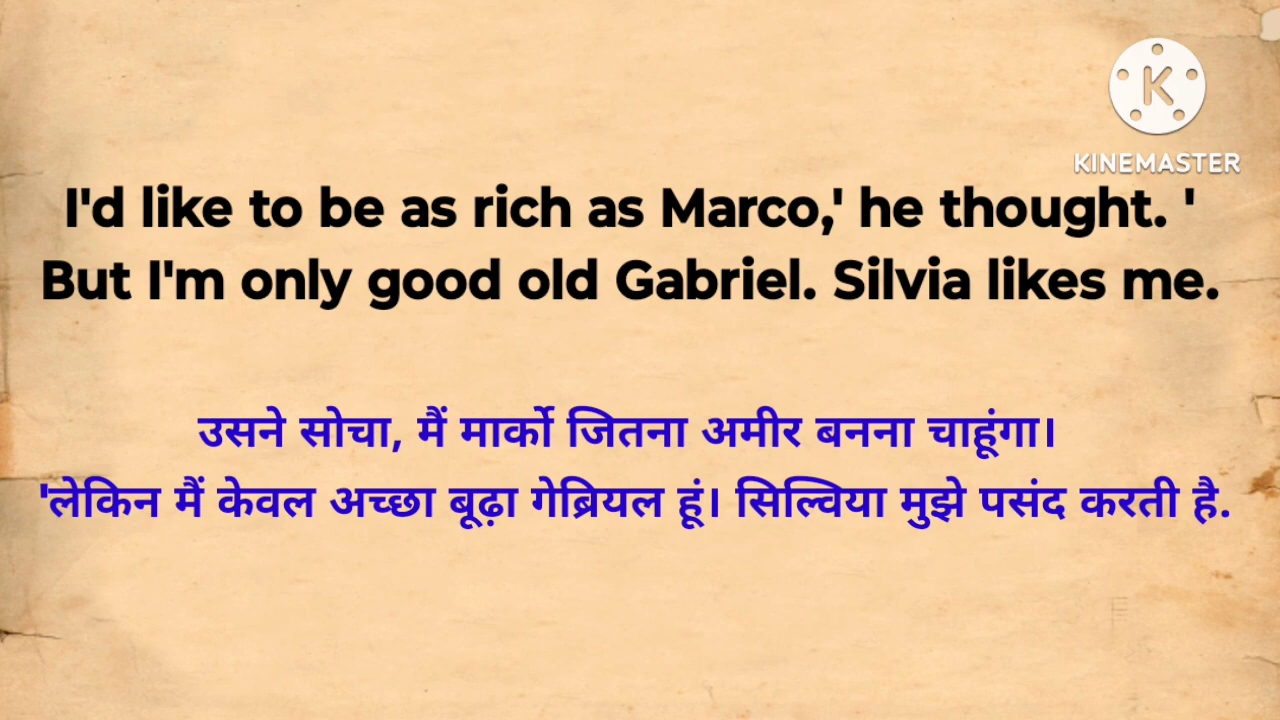 K
KINEMASTER
I'd like to be as rich as Marco,' he thought. '
But I'm only good old Gabriel. Silvia likes me.
उसने सोचा, मैं मार्को जितना अमीर बनना चाहूंगा।
'लेकिन मैं केवल अच्छा बूढ़ा गेब्रियल हूं। सिल्विया मुझे पसंद करती है.